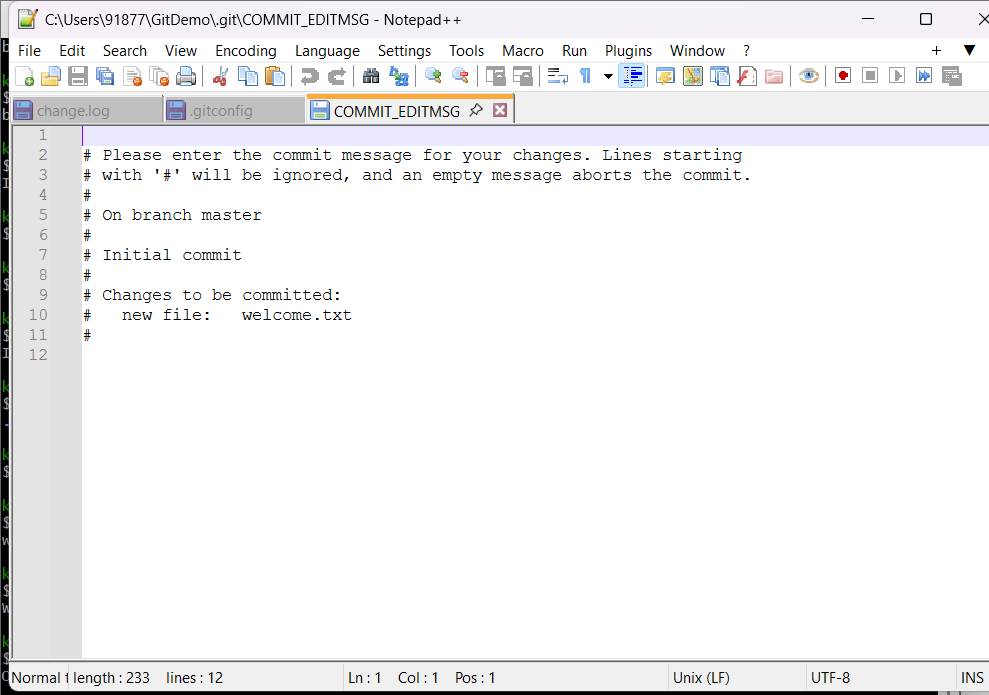 C:\Users\91877\GitDemo\.git\COMMIT_EDITMSG - Notepad++
File Edit Search View Encoding Language Settings Tools Macro Run Plugins Window ? + ▼
change.log .gitconfig COMMIT_EDITMSG
1
2 # Please enter the commit message for your changes. Lines starting
3 # with '#' will be ignored, and an empty message aborts the commit.
4 #
5 # On branch master
6 #
7 # Initial commit
8 #
9 # Changes to be committed:
10 # new file: welcome.txt
11 #
12
Normal t length : 233 lines : 12 Ln : 1 Col : 1 Pos : 1 Unix (LF) UTF-8 INS